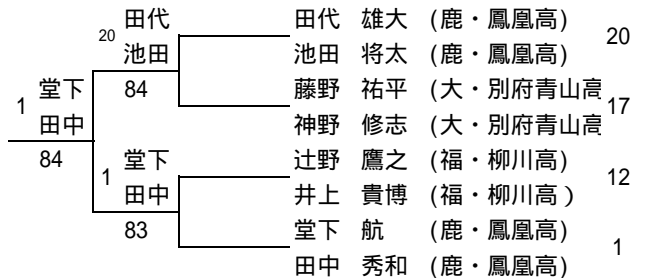 田代 雄大 (鹿・鳳凰高)
池田 将太 (鹿・鳳凰高)
20
藤野 祐平 (大・別府青山高
神野 修志 (大・別府青山高
17
辻野 鷹之 (福・柳川高)
井上 貴博 (福・柳川高)
12
堂下 航 (鹿・鳳凰高)
田中 秀和 (鹿・鳳凰高)
1
20 田代
池田
84
1 堂下
田中
83
1 堂下
田中
84